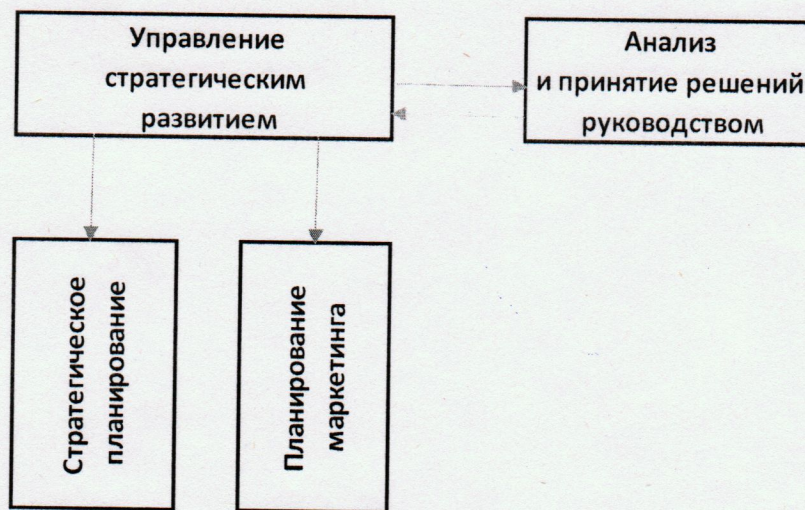 Управление
стратегическим
развитием
Анализ
и принятие решений
руководством
Стратегическое
планирование
Планирование
маркетинга